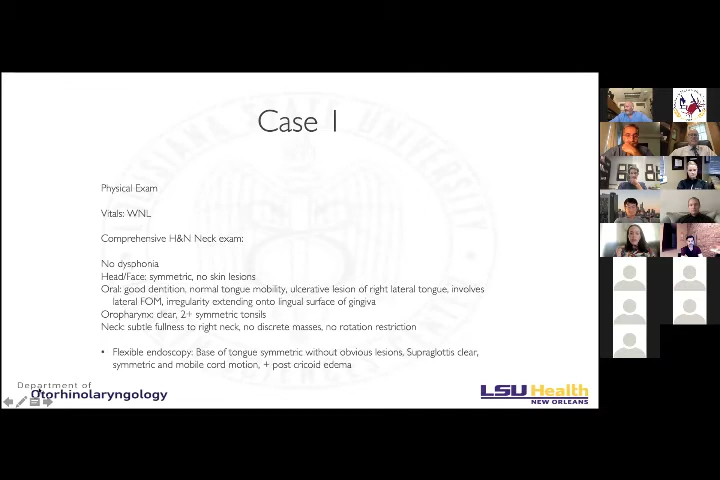 Case 1
Physical Exam
Vitals: WNL
Comprehensive H&N Neck exam:
No dysphonia
Head/Face: symmetric, no skin lesions
Oral: good dentition, normal tongue mobility, ulcerative lesion of right lateral tongue, involves
lateral FOM, irregularity extending onto lingual surface of gingiva
Oropharynx: clear, 2+ symmetric tonsils
Neck: subtle fullness to right neck, no discrete masses, no rotation restriction
• Flexible endoscopy: Base of tongue symmetric without obvious lesions, Supraglottis clear,
symmetric and mobile cord motion, + post cricoid edema
Department of
Otorhinolaryngology
LSU Health
NEW ORLEANS